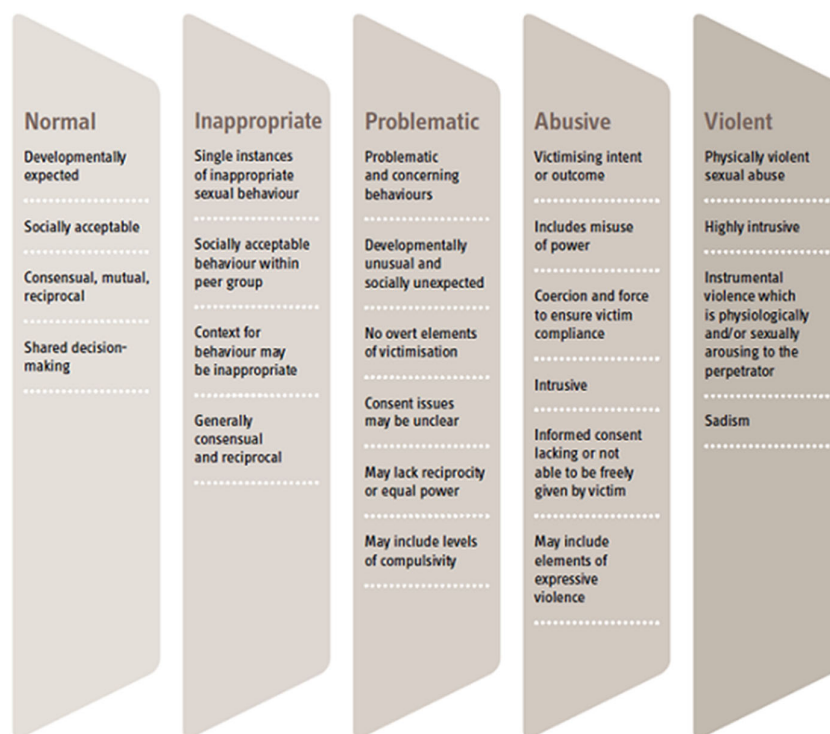 Normal
Developmentally
expected
Socially acceptable
Consensual, mutual,
reciprocal
Shared decision-
making
Inappropriate
Single instances
of inappropriate
sexual behaviour
Socially acceptable
behaviour within
peer group
Context for
behaviour may
be inappropriate
Generally
consensual
and reciprocal
Problematic
Problematic
and concerning
behaviours
Developmentally
unusual and
socially unexpected
No overt elements
of victimisation
Consent issues
may be unclear
May lack reciprocity
or equal power
May include levels
of compulsivity
Abusive
Victimising intent
or outcome
Includes misuse
of power
Coercion and force
to ensure victim
compliance
Intrusive
Informed consent
lacking or not
able to be freely
given by victim
May include
elements of
expressive
violence
Violent
Physically violent
sexual abuse
Highly intrusive
Instrumental
violence which
is physiologically
and/or sexually
arousing to the
perpetrator
Sadism